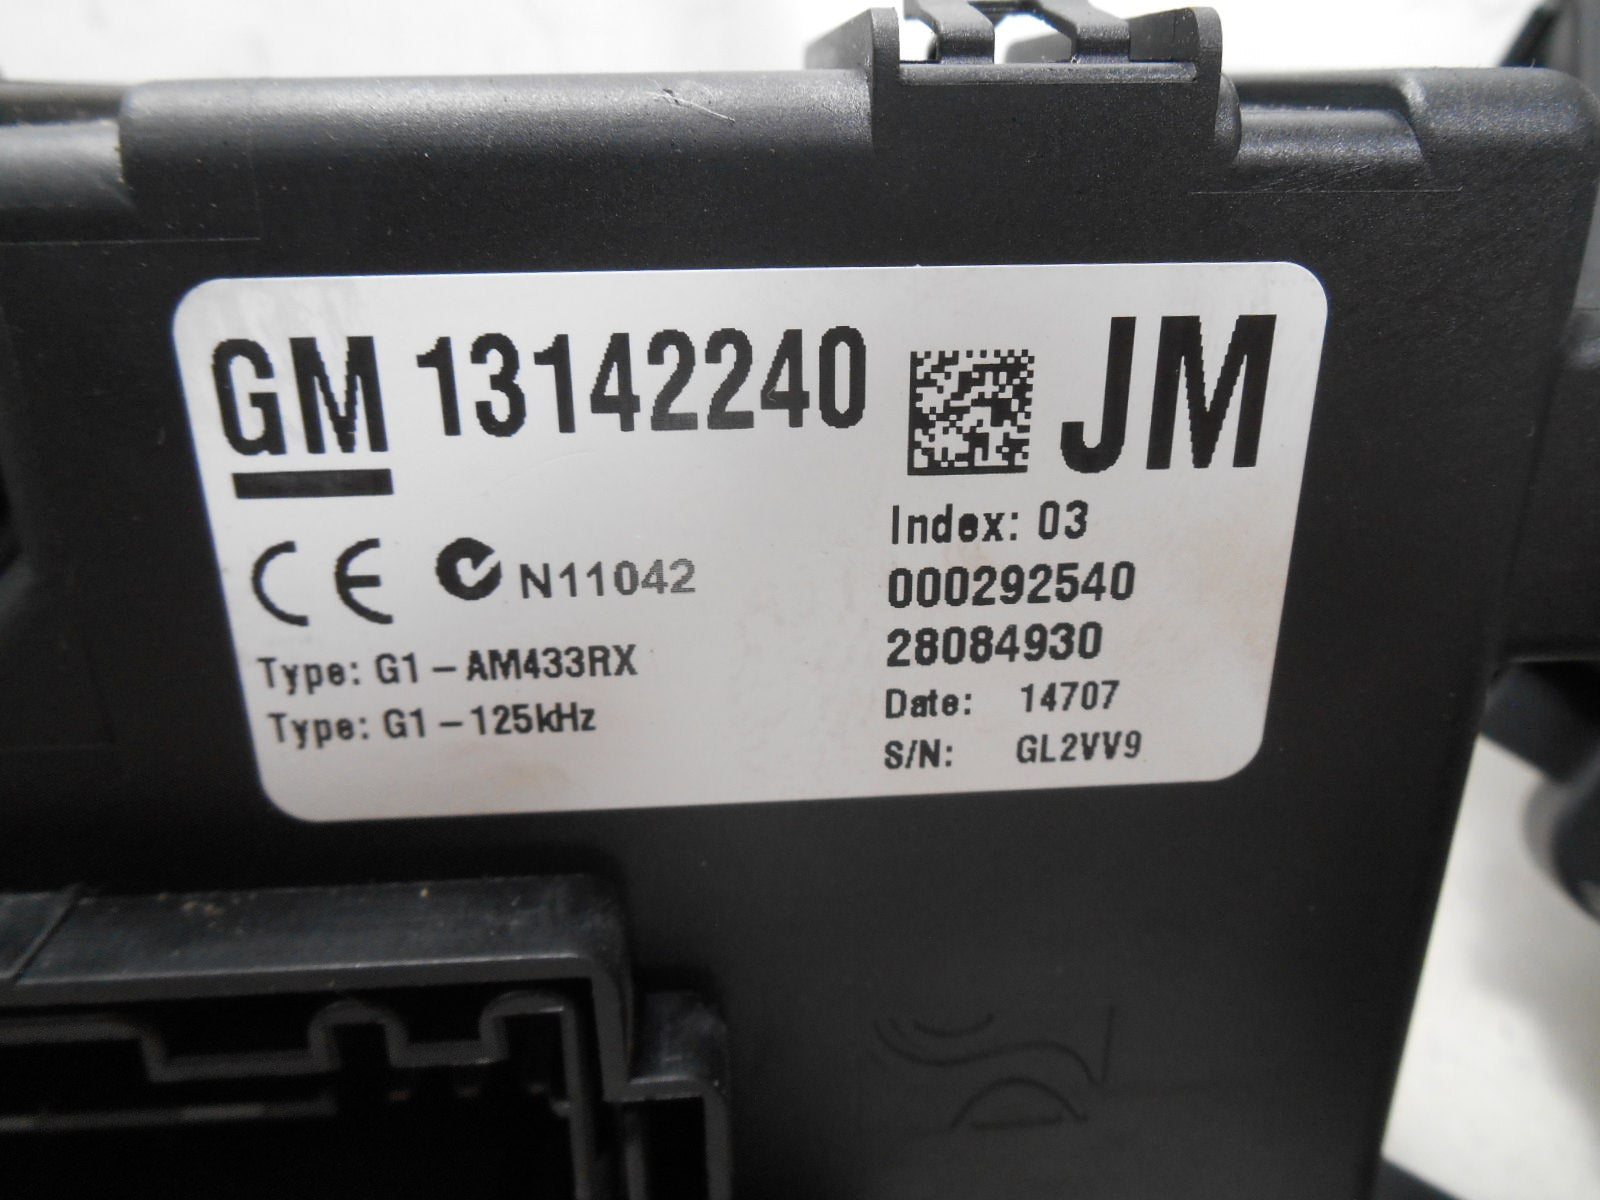 GM 13142240 JM
Index: 03
CE N11042
000292540
Type: G1-AM433RX
28084930
Type: G1-125kHz
Date: 14707
S/N: GL2VV9